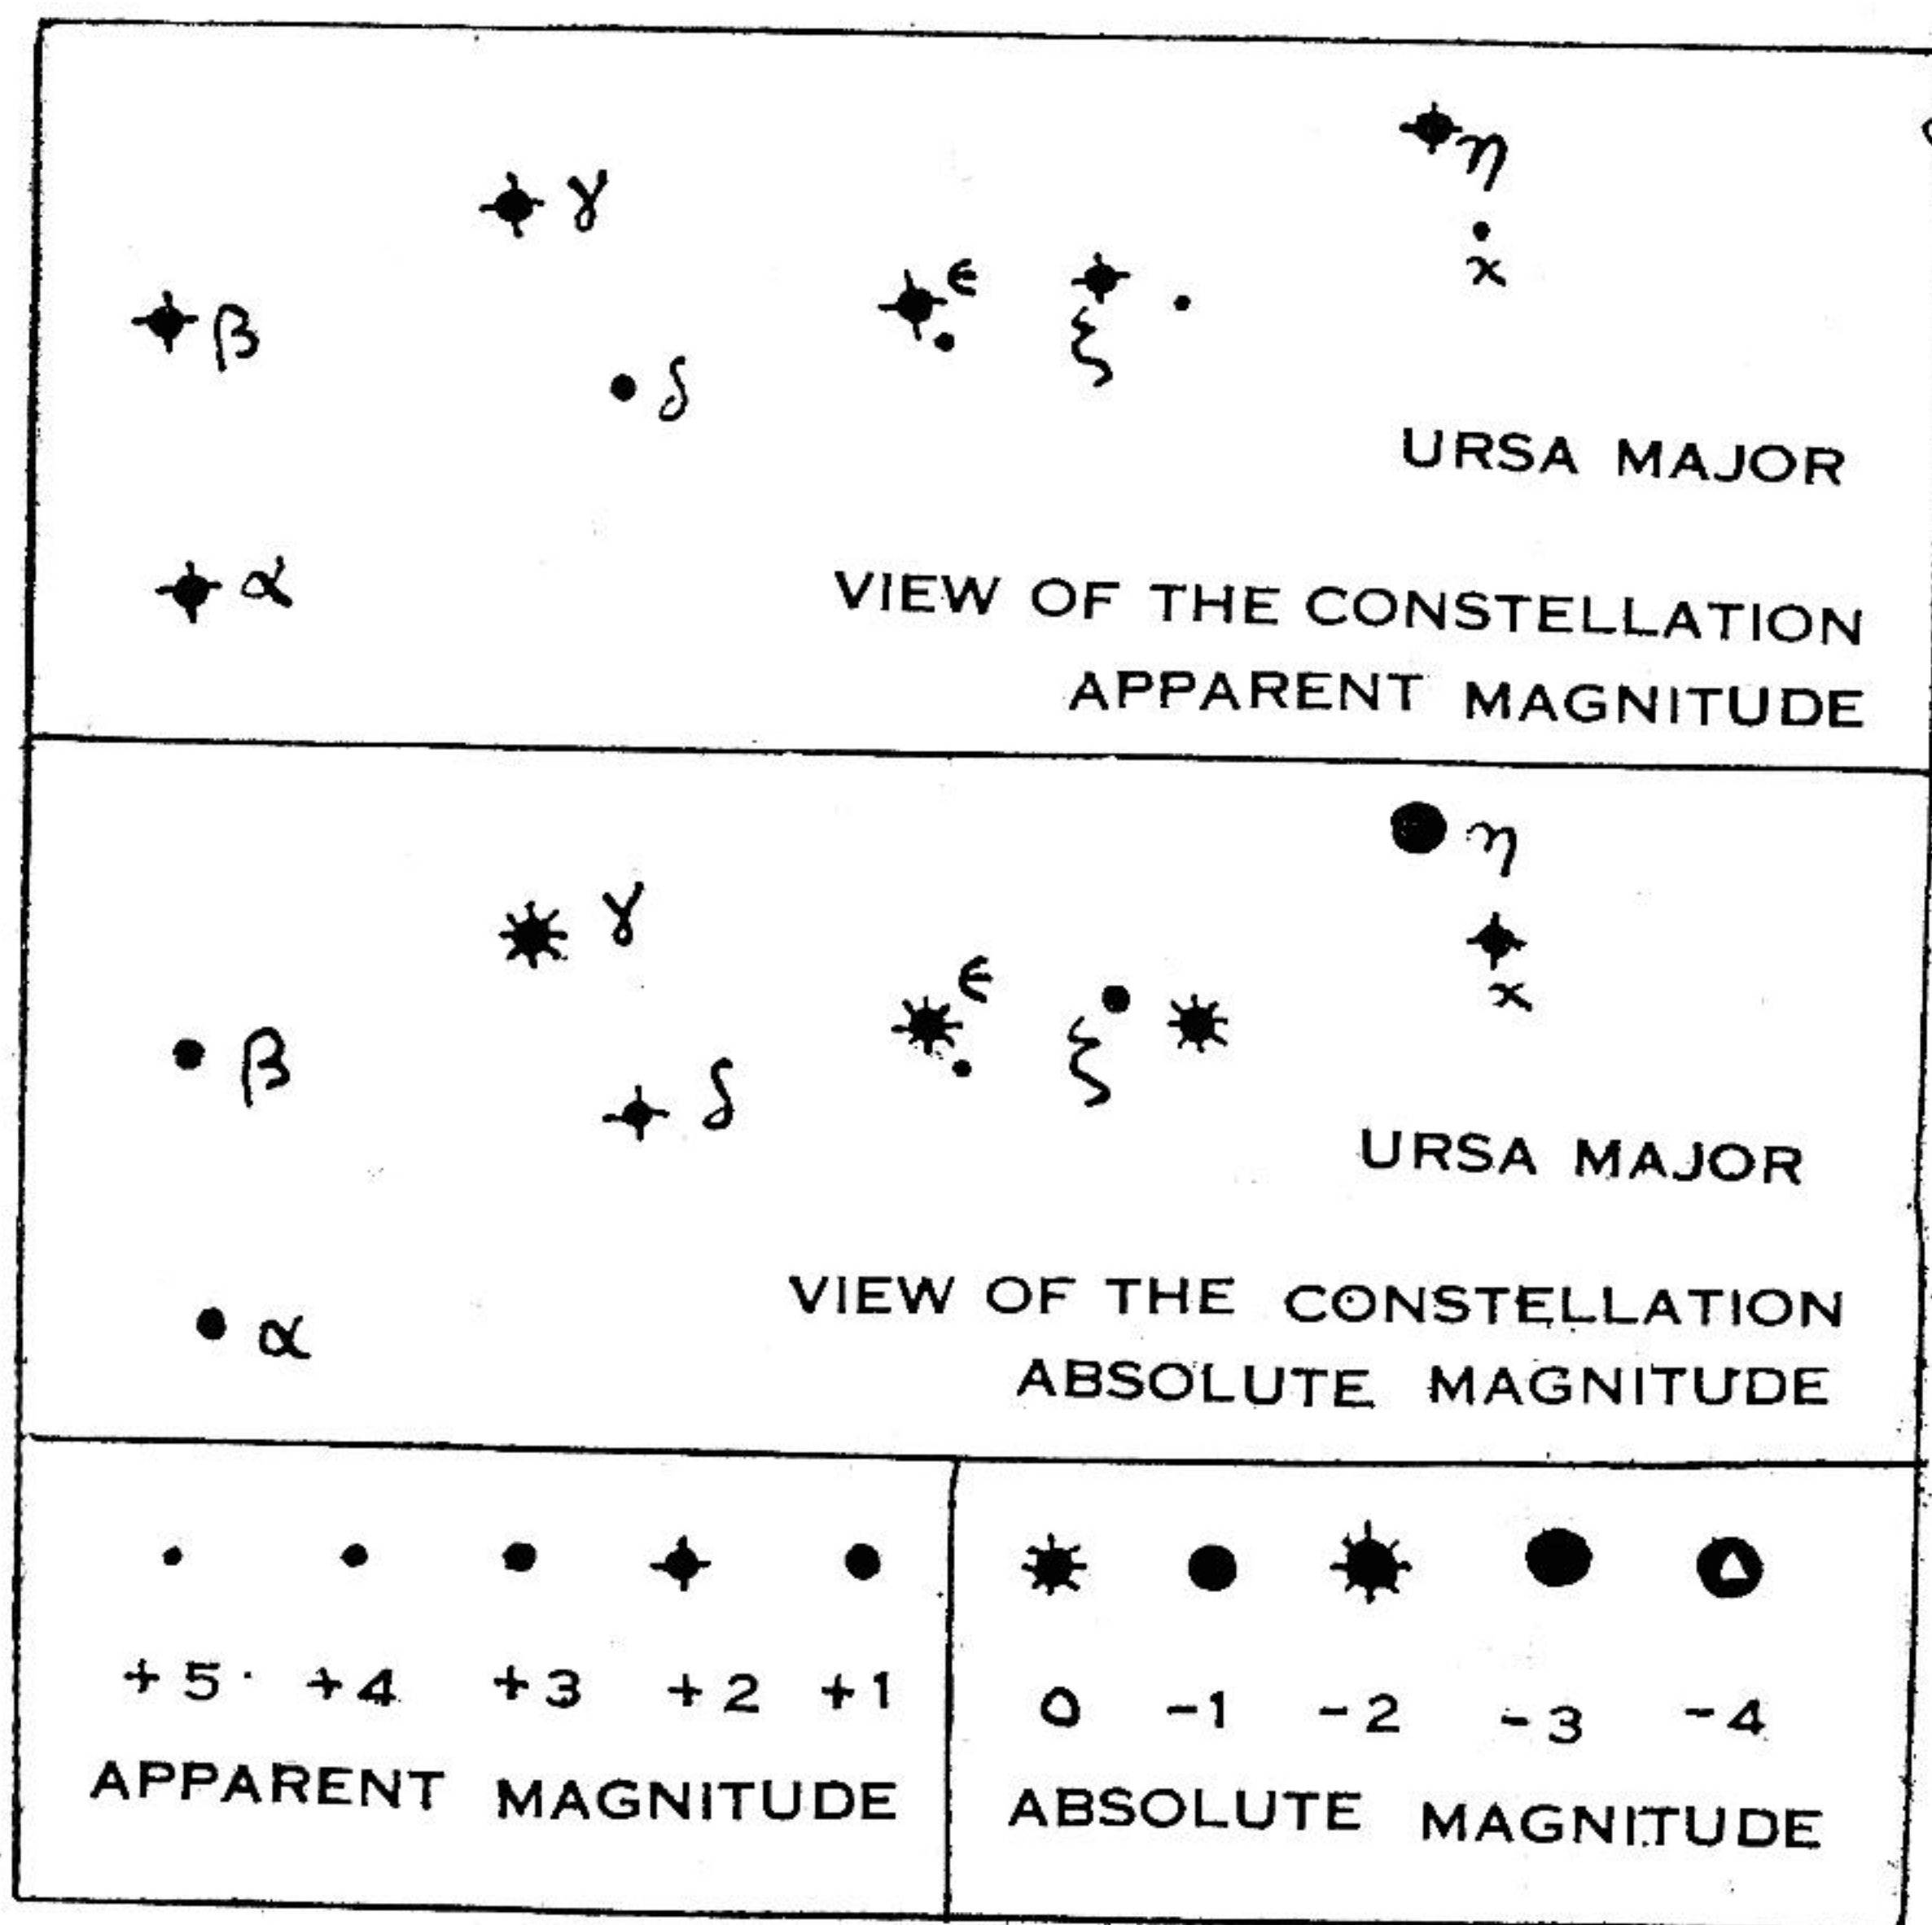 η
γ
x
ϵ
β
ξ
δ
URSA MAJOR
α
VIEW OF THE CONSTELLATION
APPARENT MAGNITUDE
η
γ
ϵ
x
β
ξ
δ
URSA MAJOR
VIEW OF THE CONSTELLATION
α
ABSOLUTE MAGNITUDE
+5 +4 +3 +2 +1
APPARENT MAGNITUDE
0 -1 -2 -3 -4
ABSOLUTE MAGNITUDE